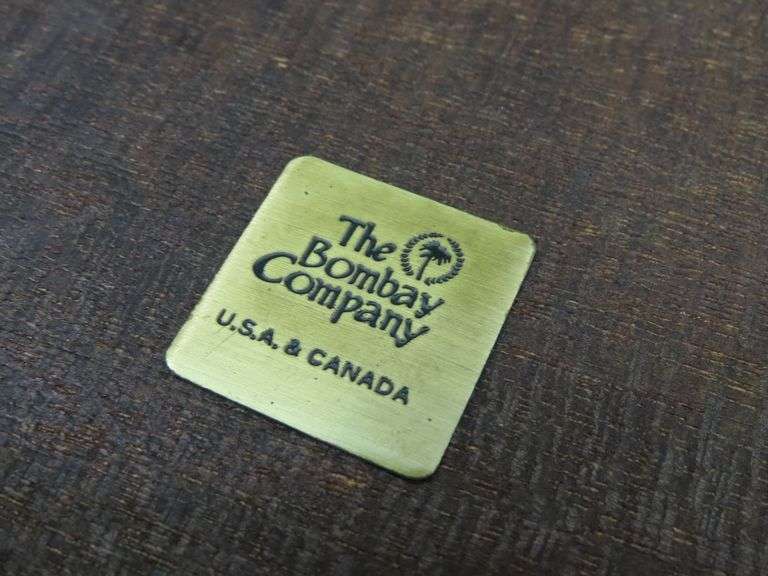 The
Bombay
Company
U.S.A. & CANADA